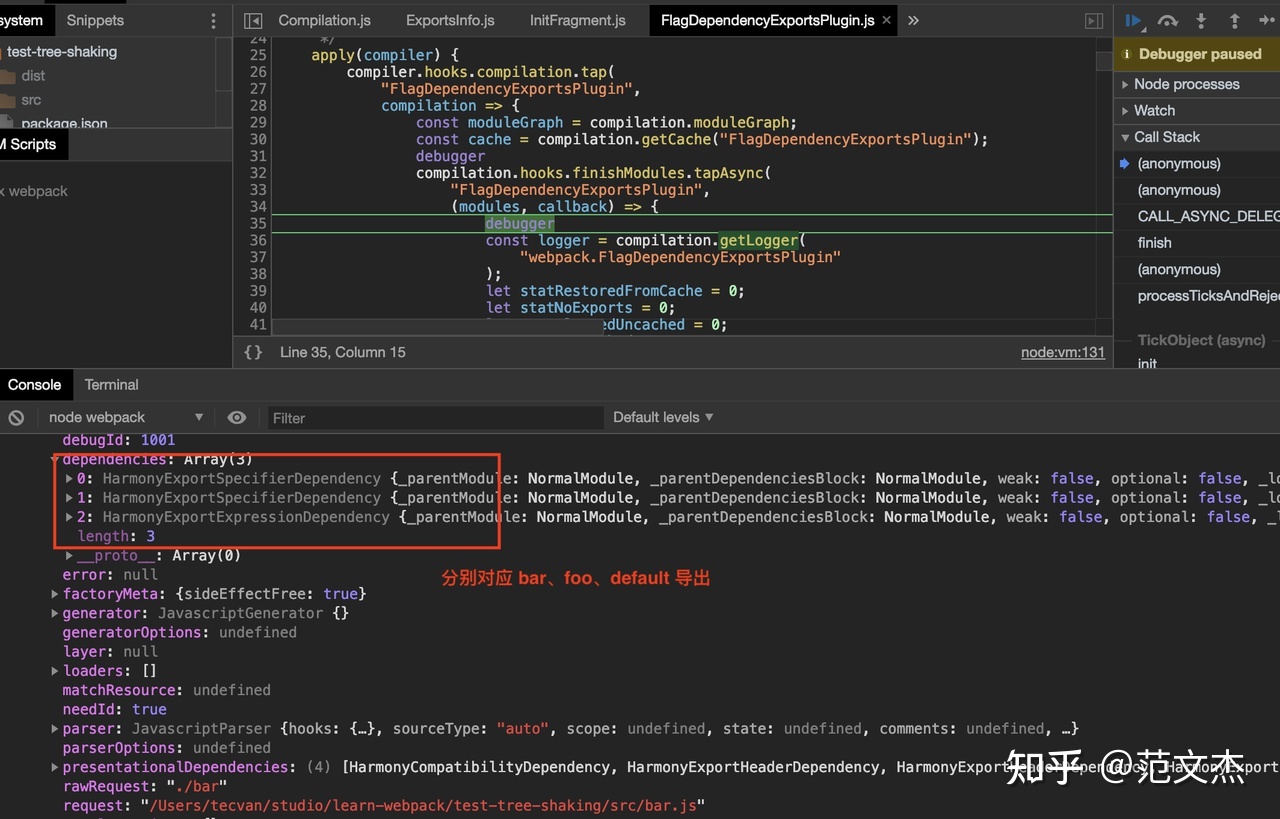 system Snippets
Compilation.js ExportsInfo.js InitFragment.js FlagDependencyExportsPlugin.js × »
test-tree-shaking
dist
src
package.json
Scripts
webpack
24 */
25 apply(compiler) {
26 compiler.hooks.compilation.tap(
27 "FlagDependencyExportsPlugin",
28 compilation => {
29 const moduleGraph = compilation.moduleGraph;
30 const cache = compilation.getCache("FlagDependencyExportsPlugin");
31 debugger
32 compilation.hooks.finishModules.tapAsync(
33 "FlagDependencyExportsPlugin",
34 (modules, callback) => {
35 debugger
36 const logger = compilation.getLogger(
37 "webpack.FlagDependencyExportsPlugin"
38 );
39 let statRestoredFromCache = 0;
40 let statNoExports = 0;
41 edUncached = 0;
{} Line 35, Column 15 node:vm:131
Debugger paused
Node processes
Watch
Call Stack
(anonymous)
(anonymous)
CALL_ASYNC_DELEG
finish
(anonymous)
processTicksAndReje
TickObject (async)
init
Console Terminal
node webpack ▼ Filter Default levels ▼
debugId: 1001
dependencies: Array(3)
0: HarmonyExportSpecifierDependency {_parentModule: NormalModule, _parentDependenciesBlock: NormalModule, weak: false, optional: false, _lo
1: HarmonyExportSpecifierDependency {_parentModule: NormalModule, _parentDependenciesBlock: NormalModule, weak: false, optional: false, _lo
2: HarmonyExportExpressionDependency {_parentModule: NormalModule, _parentDependenciesBlock: NormalModule, weak: false, optional: false, _l
length: 3
__proto__: Array(0)
error: null
分别对应 bar、foo、default 导出
factoryMeta: {sideEffectFree: true}
generator: JavascriptGenerator {}
generatorOptions: undefined
layer: null
loaders: []
matchResource: undefined
needId: true
parser: JavascriptParser {hooks: {…}, sourceType: "auto", scope: undefined, state: undefined, comments: undefined, …}
parserOptions: undefined
presentationalDependencies: (4) [HarmonyCompatibilityDependency, HarmonyExportHeaderDependency, HarmonyExportHeaderDependency, HarmonyExport
知乎 @范文杰
rawRequest: "./bar"
request: "/Users/tecvan/studio/learn-webpack/test-tree-shaking/src/bar.js"